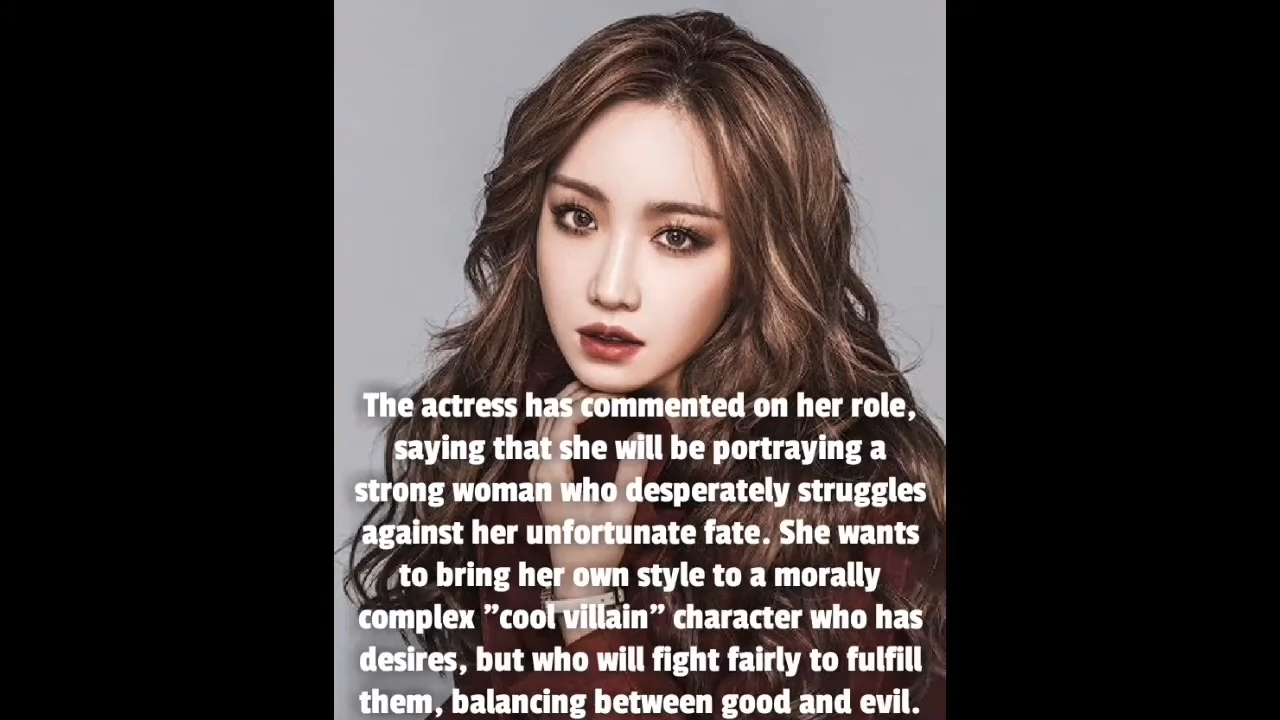 The actress has commented on her role,
saying that she will be portraying a
strong woman who desperately struggles
against her unfortunate fate. She wants
to bring her own style to a morally
complex ”cool villain” character who has
desires, but who will fight fairly to fulfill
them, balancing between good and evil.